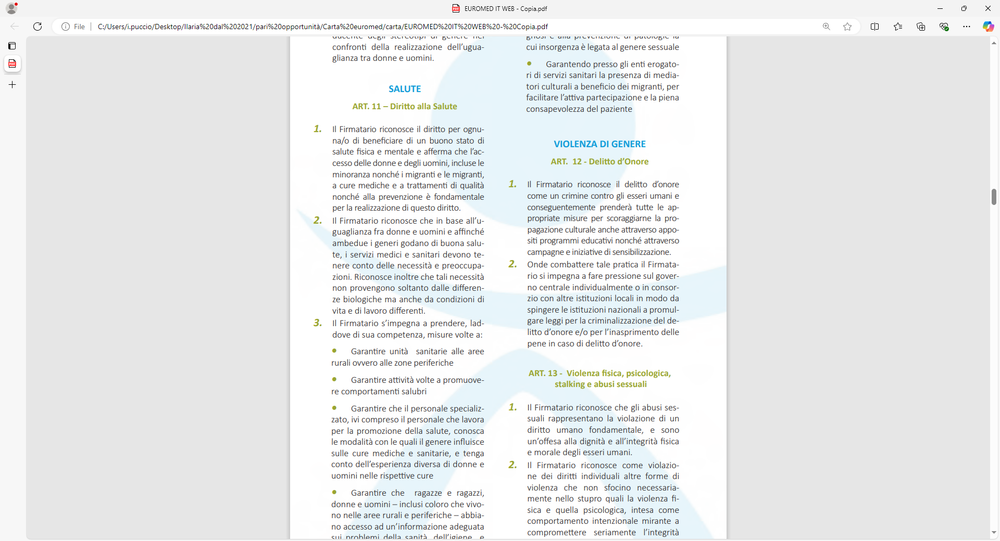 EUROMED IT WEB - Copia.pdf
File
C:/Users/i.puccio/Desktop/Ilaria%20dal%202021/pari%20opportunità/Carta%20euromed/carta/EUROMED%20IT%20WEB%20-%20Copia.pdf
ducente degli stereotipi di genere nei
confronti della realizzazione dell'ugua-
glianza tra donne e uomini.
SALUTE
ART. 11 – Diritto alla Salute
1. Il Firmatario riconosce il diritto per ognu-
na/o di beneficiare di un buono stato di
salute fisica e mentale e afferma che l'ac-
cesso delle donne e degli uomini, incluse le
minoranza nonché i migranti e le migranti,
a cure mediche e a trattamenti di qualità
nonché alla prevenzione è fondamentale
per la realizzazione di questo diritto.
2. Il Firmatario riconosce che in base all'u-
guaglianza fra donne e uomini e affinché
ambedue i generi godano di buona salu-
te, i servizi medici e sanitari devono te-
nere conto delle necessità e preoccupa-
zioni. Riconosce inoltre che tali necessità
non provengono soltanto dalle differen-
ze biologiche ma anche da condizioni di
vita e di lavoro differenti.
3. Il Firmatario s'impegna a prendere, lad-
dove di sua competenza, misure volte a:
• Garantire unità sanitarie alle aree
rurali ovvero alle zone periferiche
• Garantire attività volte a promuove-
re comportamenti salubri
• Garantire che il personale specializ-
zato, ivi compreso il personale che lavora
per la promozione della salute, conosca
le modalità con le quali il genere influisce
sulle cure mediche e sanitarie, e tenga
conto dell'esperienza diversa di donne e
uomini nelle rispettive cure
• Garantire che ragazze e ragazzi,
donne e uomini – inclusi coloro che vivo-
no nelle aree rurali e periferiche – abbia-
no accesso ad un'informazione adeguata
sui problemi della sanità, dell'igiene e
gnosi e alla prevenzione di patologie la
cui insorgenza è legata al genere sessuale
• Garantendo presso gli enti erogato-
ri di servizi sanitari la presenza di media-
tori culturali a beneficio dei migranti, per
facilitare l'attiva partecipazione e la piena
consapevolezza del paziente
VIOLENZA DI GENERE
ART. 12 - Delitto d'Onore
1. Il Firmatario riconosce il delitto d'onore
come un crimine contro gli esseri umani e
conseguentemente prenderà tutte le ap-
propriate misure per scoraggiarne la pro-
pagazione culturale anche attraverso appo-
siti programmi educativi nonché attraverso
campagne e iniziative di sensibilizzazione.
2. Onde combattere tale pratica il Firmata-
rio si impegna a fare pressione sul gover-
no centrale individualmente o in consor-
zio con altre istituzioni locali in modo da
spingere le istituzioni nazionali a promul-
gare leggi per la criminalizzazione del de-
litto d'onore e/o per l'inasprimento delle
pene in caso di delitto d'onore.
ART. 13 - Violenza fisica, psicologica,
stalking e abusi sessuali
1. Il Firmatario riconosce che gli abusi ses-
suali rappresentano la violazione di un
diritto umano fondamentale, e sono
un'offesa alla dignità e all'integrità fisica
e morale degli esseri umani.
2. Il Firmatario riconosce come violazio-
ne dei diritti individuali altre forme di
violenza che non sfocino necessaria-
mente nello stupro quali la violenza fi-
sica e quella psicologica, intesa come
comportamento intenzionale mirante a
compromettere seriamente l'integrità